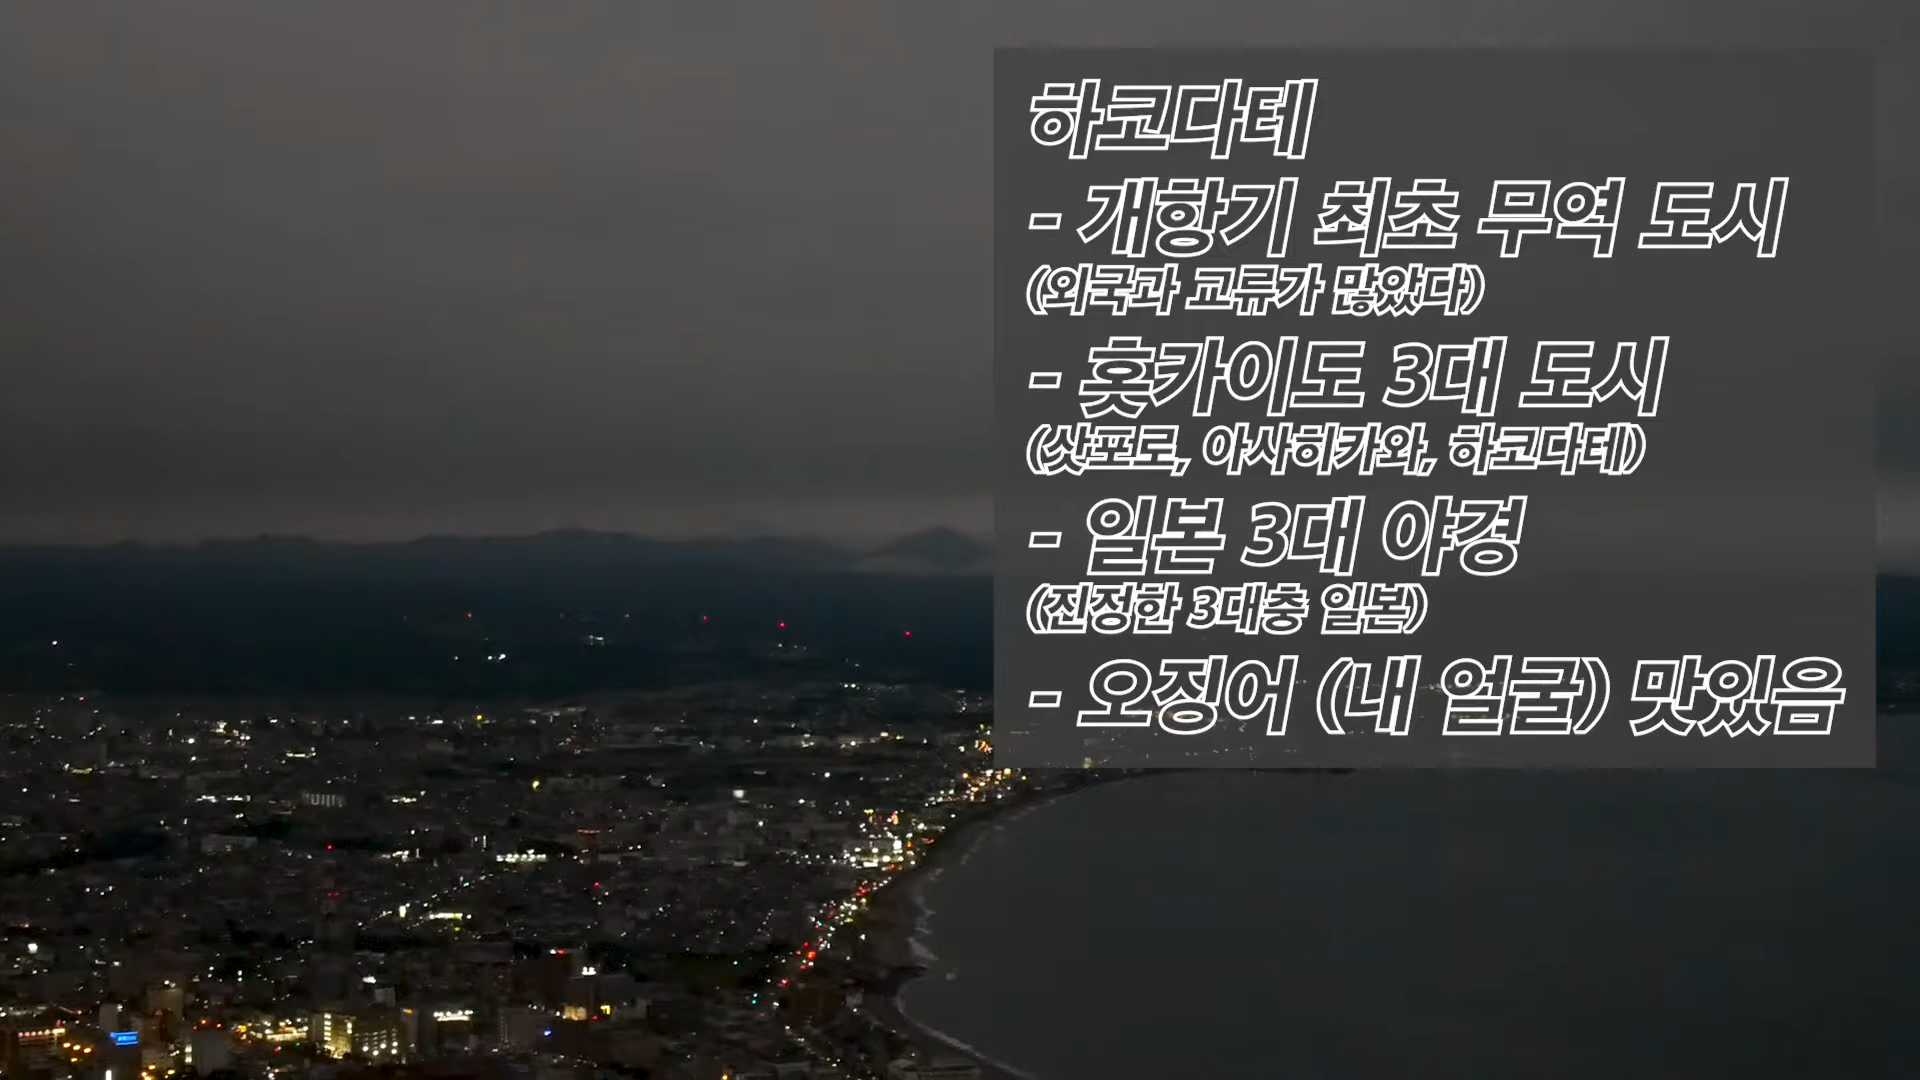 하코다테
- 개항기 최초 무역 도시
(외국과 교류가 많았다)
- 홋카이도 3대 도시
(삿포로, 아사히카와, 하코다테)
- 일본 3대 야경
(진정한 3대충 일본)
- 오징어 (내 얼굴) 맛있음